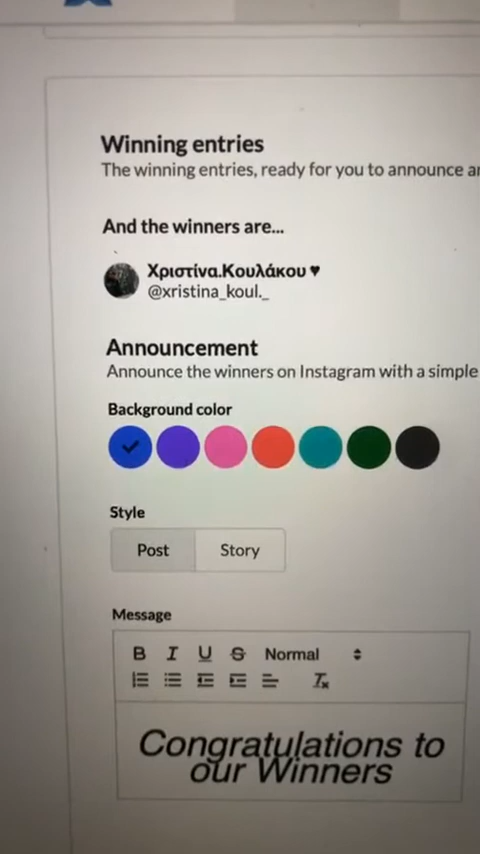 Winning entries
The winning entries, ready for you to announce
And the winners are...
Χριστίνα.Κουλάκου ♥
@xristina_koul._
Announcement
Announce the winners on Instagram with a simple
Background color
Style
Post Story
Message
B I U S Normal
Congratulations to
our Winners